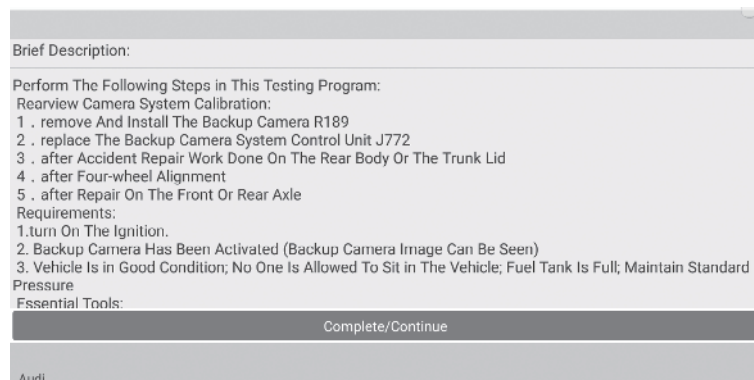 Brief Description:
Perform The Following Steps in This Testing Program:
Rearview Camera System Calibration:
1 . remove And Install The Backup Camera R189
2 . replace The Backup Camera System Control Unit J772
3 . after Accident Repair Work Done On The Rear Body Or The Trunk Lid
4 . after Four-wheel Alignment
5 . after Repair On The Front Or Rear Axle
Requirements:
1.turn On The Ignition.
2. Backup Camera Has Been Activated (Backup Camera Image Can Be Seen)
3. Vehicle Is in Good Condition; No One Is Allowed To Sit in The Vehicle; Fuel Tank Is Full; Maintain Standard
Pressure
Essential Tools:
Complete/Continue
Audi